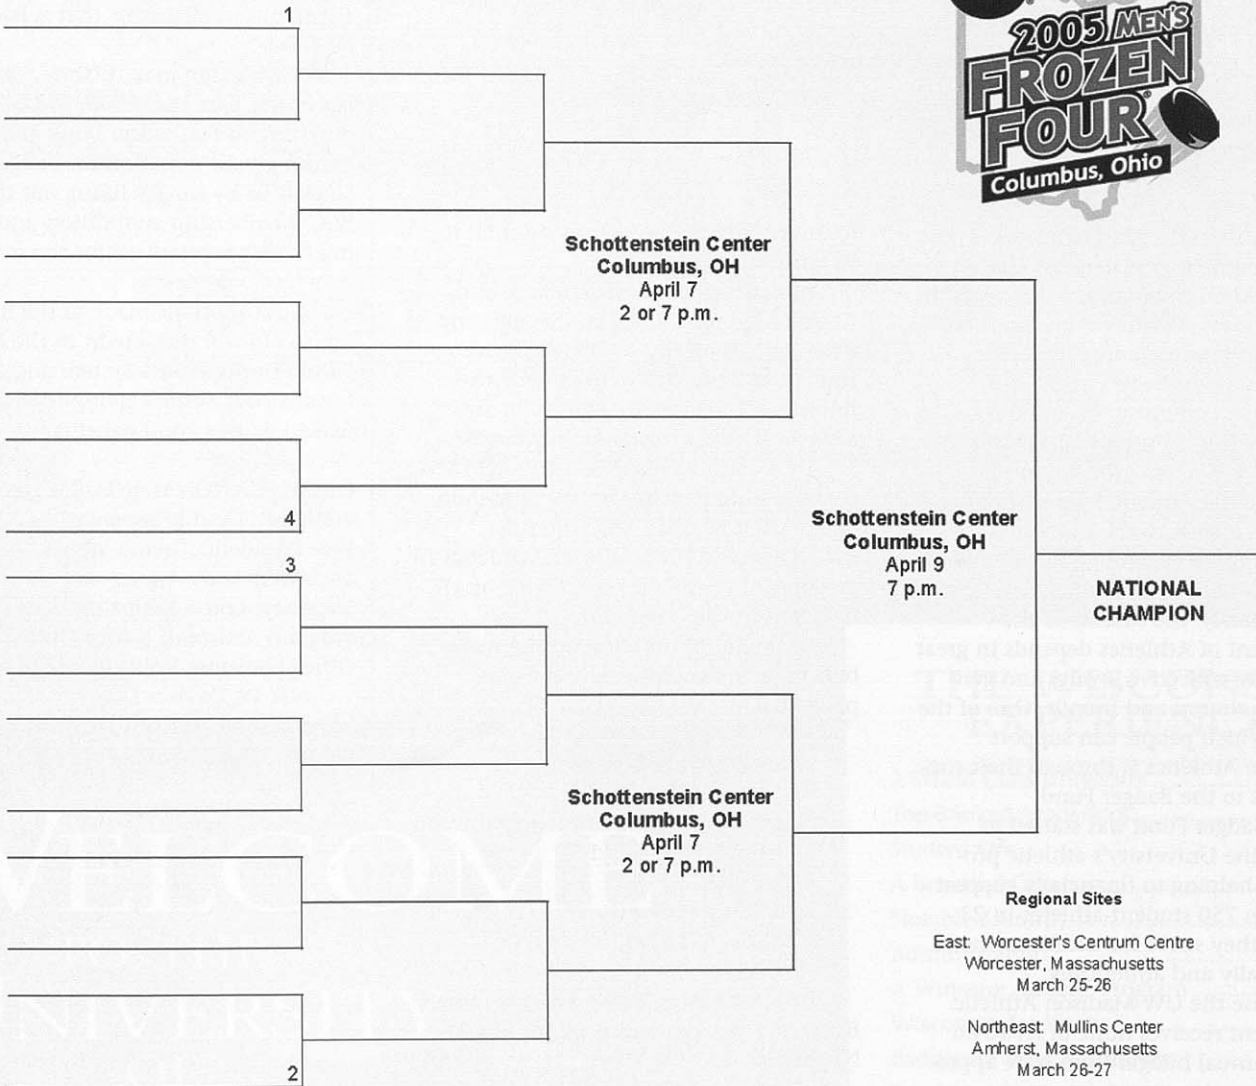 1
2005 MEN'S
FROZEN
FOUR
Columbus, Ohio
Schottenstein Center
Columbus, OH
April 7
2 or 7 p.m.
4
3
Schottenstein Center
Columbus, OH
April 9
7 p.m.
NATIONAL
CHAMPION
Schottenstein Center
Columbus, OH
April 7
2 or 7 p.m.
2
Regional Sites
East: Worcester's Centrum Centre
Worcester, Massachusetts
March 25-26
Northeast: Mullins Center
Amherst, Massachusetts
March 26-27